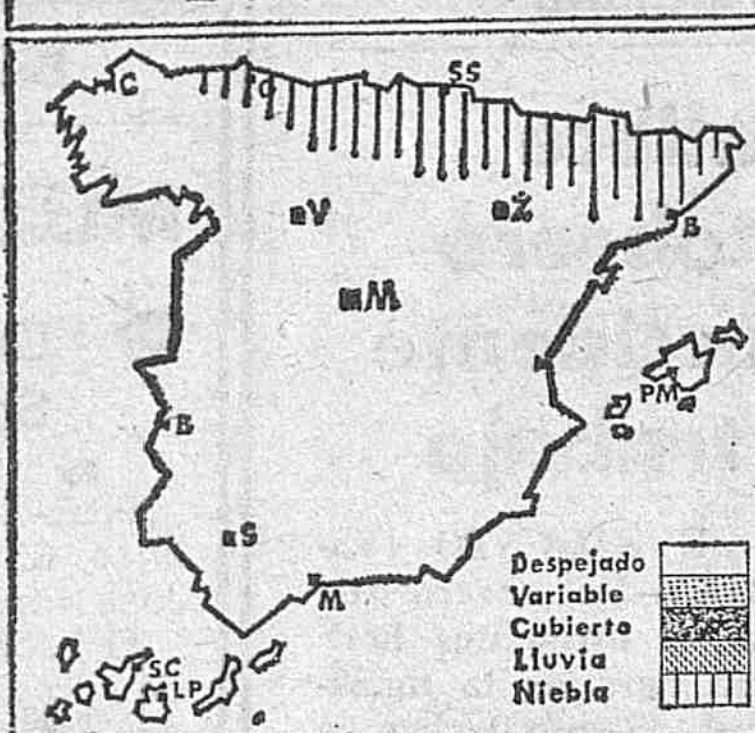 C
O
SS
V
Z
B
M
PM
B
S
M
SC
LP
Despejado
Variable
Cubierto
Lluvia
Niebla